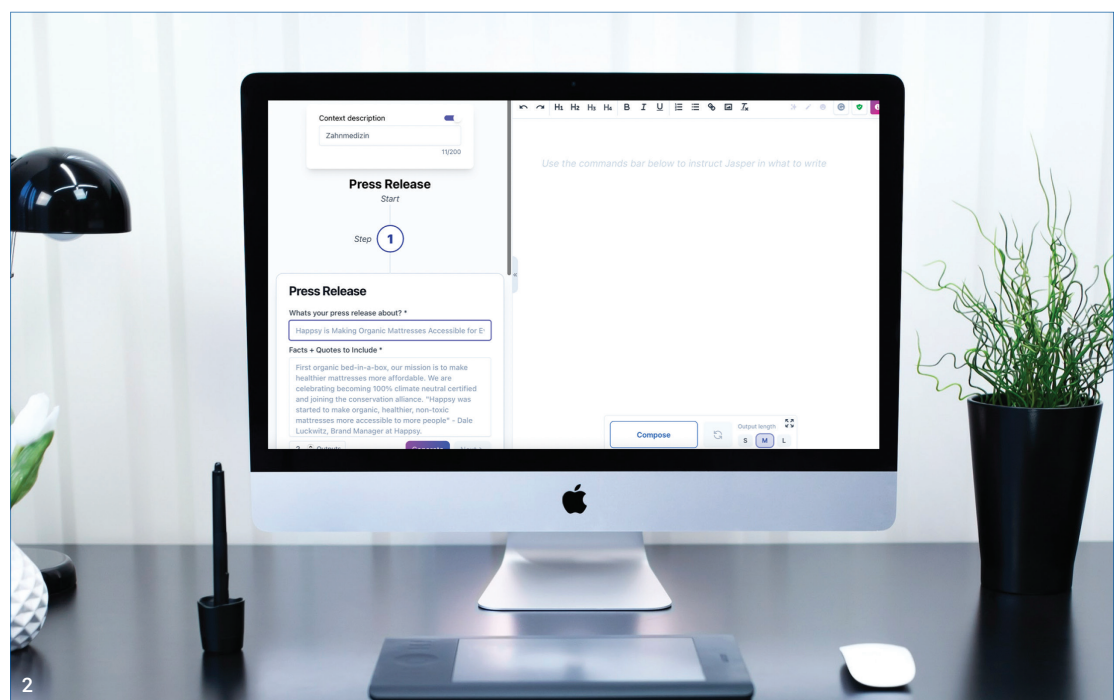 Context description
Zahnmedizin
11/200
Press Release
Start
Step 1
Press Release
Whats your press release about? *
Happsy is Making Organic Mattresses Accessible for E
Facts + Quotes to Include *
First organic bed-in-a-box, our mission is to make
healthier mattresses more affordable. We are
celebrating becoming 100% climate neutral certified
and joining the conservation alliance. "Happsy was
started to make organic, healthier, non-toxic
mattresses more accessible to more people" - Dale
Luckwitz, Brand Manager at Happsy.
Outputs
Generate
H1 H2 H3 H4 B I U
Use the commands bar below to instruct Jasper in what to write
Compose
Output length
S M L
2